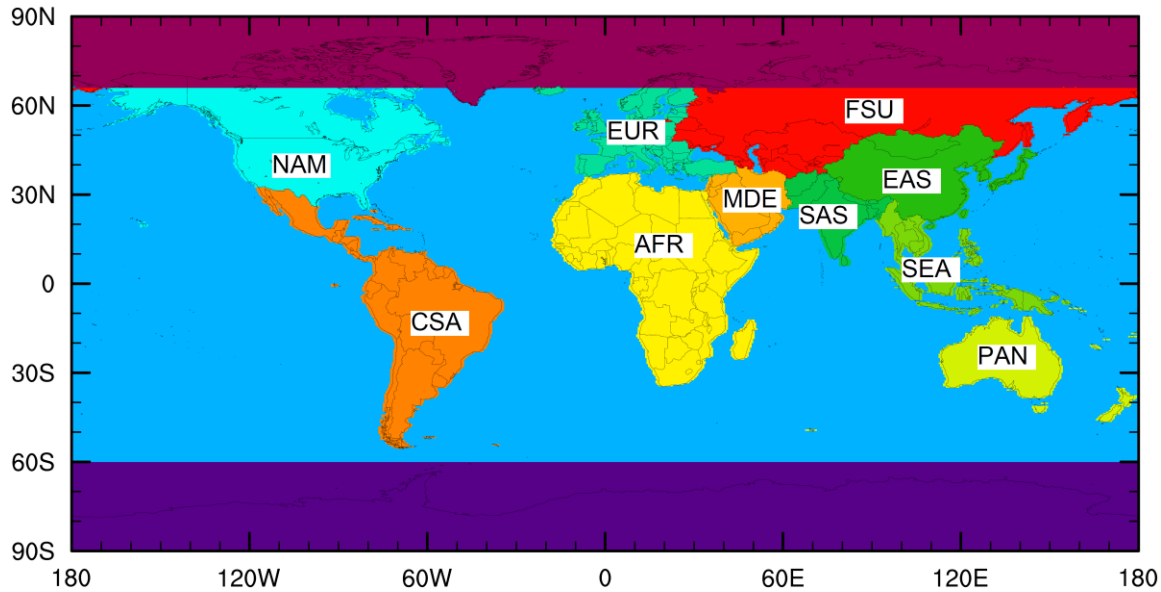 90N
60N
FSU
EUR
NAM
EAS
30N
MDE
SAS
AFR
SEA
0
CSA
PAN
30S
60S
90S
180 120W 60W 0 60E 120E 180